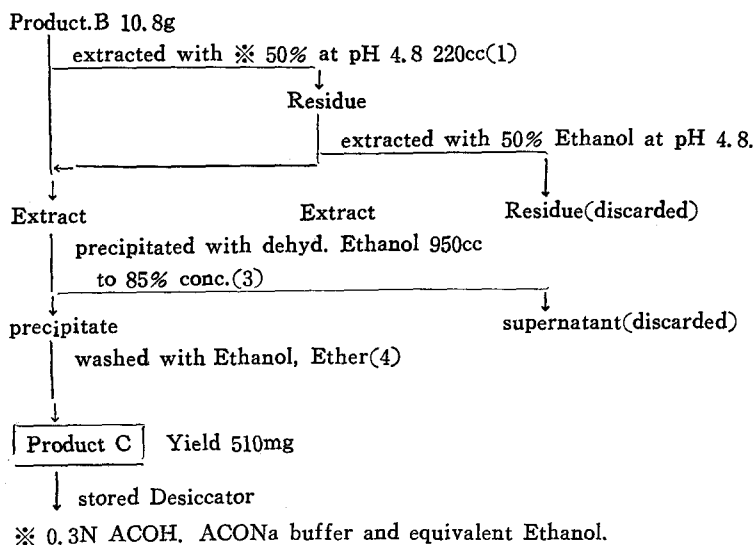 Product.B 10.8g
extracted with ※ 50% at pH 4.8 220cc(1)
Residue
extracted with 50% Ethanol at pH 4.8.
Extract Extract Residue(discarded)
precipitated with dehyd. Ethanol 950cc
to 85% conc.(3)
precipitate supernatant(discarded)
washed with Ethanol, Ether(4)
Product C Yield 510mg
stored Desiccator
※ 0.3N ACOH. ACONa buffer and equivalent Ethanol.